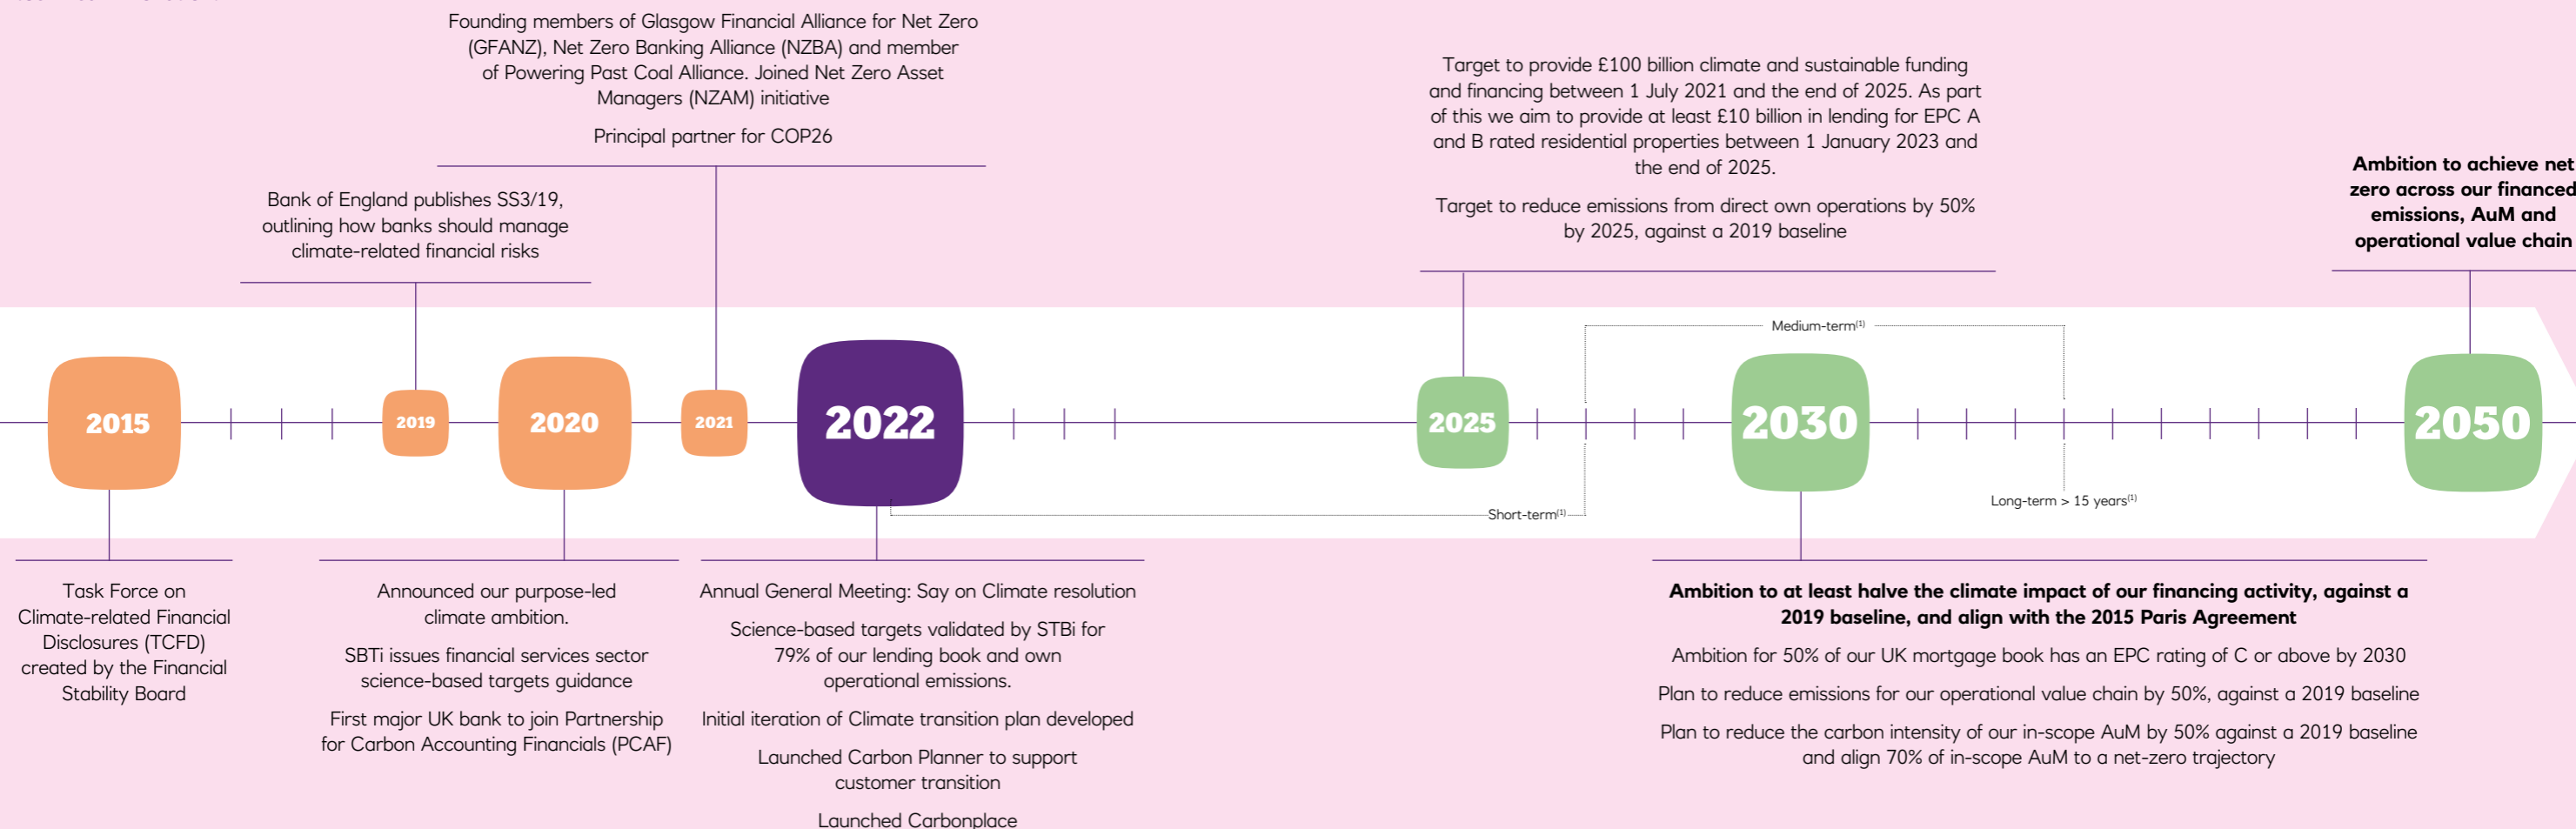 Founding members of Glasgow Financial Alliance for Net Zero
(GFANZ), Net Zero Banking Alliance (NZBA) and member
of Powering Past Coal Alliance. Joined Net Zero Asset
Managers (NZAM) initiative
Principal partner for COP26
Bank of England publishes SS3/19,
outlining how banks should manage
climate-related financial risks
Target to provide £100 billion climate and sustainable funding
and financing between 1 July 2021 and the end of 2025. As part
of this we aim to provide at least £10 billion in lending for EPC A
and B rated residential properties between 1 January 2023 and
the end of 2025.
Target to reduce emissions from direct own operations by 50%
by 2025, against a 2019 baseline
Ambition to achieve net
zero across our financed
emissions, AuM and
operational value chain
Medium-term(1)
2015
2019
2020
2021
2022
2025
2030
2050
Short-term(1)
Long-term > 15 years(1)
Task Force on
Climate-related Financial
Disclosures (TCFD)
created by the Financial
Stability Board
Announced our purpose-led
climate ambition.
SBTi issues financial services sector
science-based targets guidance
First major UK bank to join Partnership
for Carbon Accounting Financials (PCAF)
Annual General Meeting: Say on Climate resolution
Science-based targets validated by STBi for
79% of our lending book and own
operational emissions.
Initial iteration of Climate transition plan developed
Launched Carbon Planner to support
customer transition
Launched Carbonplace
Ambition to at least halve the climate impact of our financing activity, against a
2019 baseline, and align with the 2015 Paris Agreement
Ambition for 50% of our UK mortgage book has an EPC rating of C or above by 2030
Plan to reduce emissions for our operational value chain by 50%, against a 2019 baseline
Plan to reduce the carbon intensity of our in-scope AuM by 50% against a 2019 baseline
and align 70% of in-scope AuM to a net-zero trajectory